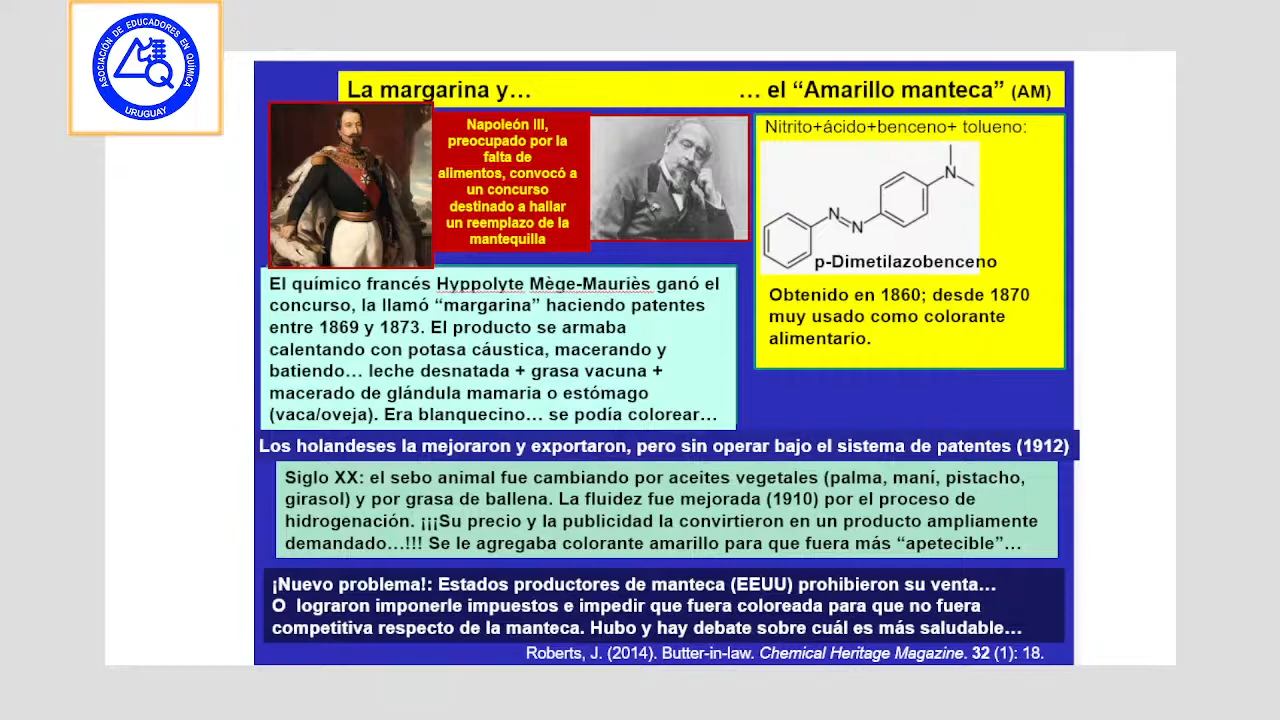 ASOCIACIÓN DE EDUCADORES EN QUIMICA
URUGUAY
La margarina y… … el “Amarillo manteca” (AM)
Napoleón III,
preocupado por la
falta de
alimentos, convocó a
un concurso
destinado a hallar
un reemplazo de la
mantequilla
Nitrito+ácido+benceno+ tolueno:
N
N
N
p-Dimetilazobenceno
Obtenido en 1860; desde 1870
muy usado como colorante
alimentario.
El químico francés Hyppolyte Mège-Mauriès ganó el
concurso, la llamó “margarina” haciendo patentes
entre 1869 y 1873. El producto se armaba
calentando con potasa cáustica, macerando y
batiendo… leche desnatada + grasa vacuna +
macerado de glándula mamaria o estómago
(vaca/oveja). Era blanquecino… se podía colorear…
Los holandeses la mejoraron y exportaron, pero sin operar bajo el sistema de patentes (1912)
Siglo XX: el sebo animal fue cambiando por aceites vegetales (palma, maní, pistacho,
girasol) y por grasa de ballena. La fluidez fue mejorada (1910) por el proceso de
hidrogenación. ¡¡¡Su precio y la publicidad la convirtieron en un producto ampliamente
demandado…!!! Se le agregaba colorante amarillo para que fuera más “apetecible”…
¡Nuevo problema!: Estados productores de manteca (EEUU) prohibieron su venta…
O lograron imponerle impuestos e impedir que fuera coloreada para que no fuera
competitiva respecto de la manteca. Hubo y hay debate sobre cuál es más saludable…
Roberts, J. (2014). Butter-in-law. Chemical Heritage Magazine. 32 (1): 18.